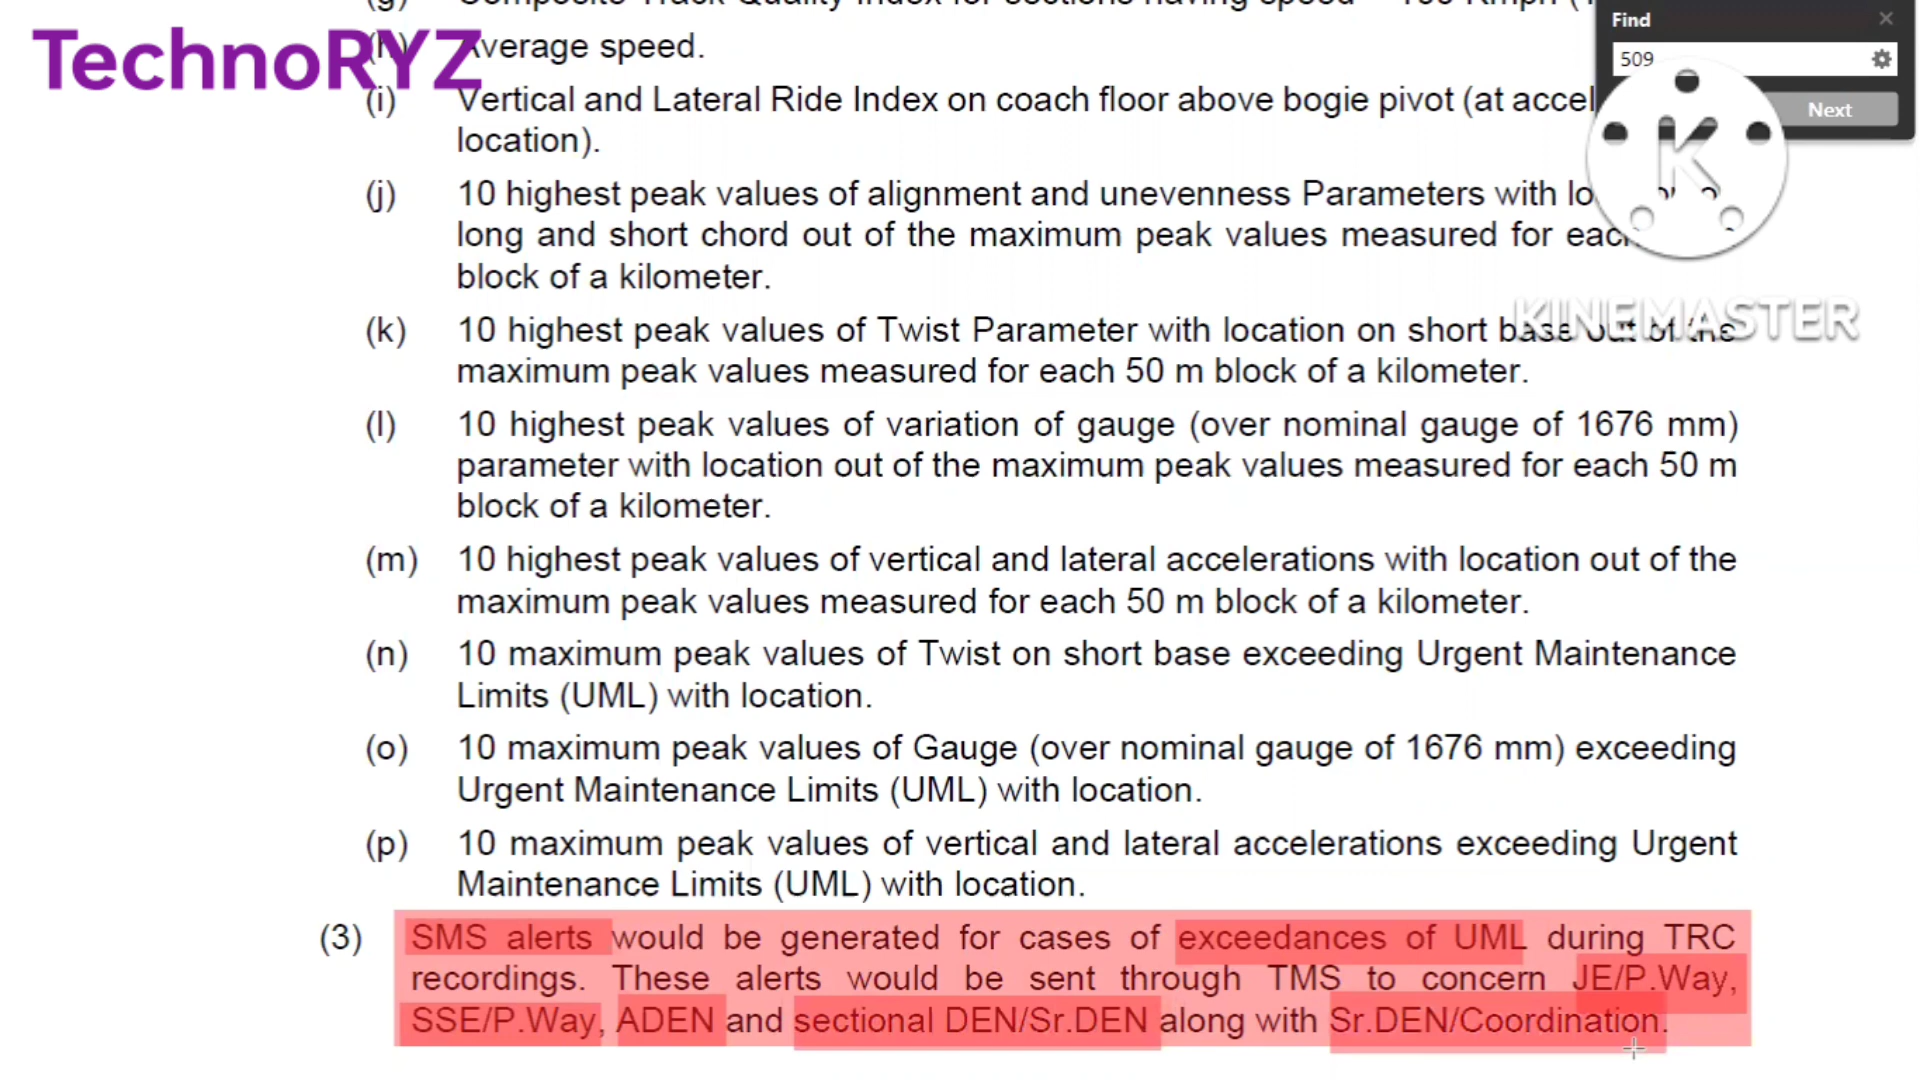 (g) Composite Track Quality Index for sections having speed
Find
TechnoRYZ
(h) Average speed.
509
(i) Vertical and Lateral Ride Index on coach floor above bogie pivot (at accel
Next
location).
K
(j) 10 highest peak values of alignment and unevenness Parameters with
long and short chord out of the maximum peak values measured for each
block of a kilometer.
KINEMASTER
(k) 10 highest peak values of Twist Parameter with location on short base out of the
maximum peak values measured for each 50 m block of a kilometer.
(l) 10 highest peak values of variation of gauge (over nominal gauge of 1676 mm)
parameter with location out of the maximum peak values measured for each 50 m
block of a kilometer.
(m) 10 highest peak values of vertical and lateral accelerations with location out of the
maximum peak values measured for each 50 m block of a kilometer.
(n) 10 maximum peak values of Twist on short base exceeding Urgent Maintenance
Limits (UML) with location.
(o) 10 maximum peak values of Gauge (over nominal gauge of 1676 mm) exceeding
Urgent Maintenance Limits (UML) with location.
(p) 10 maximum peak values of vertical and lateral accelerations exceeding Urgent
Maintenance Limits (UML) with location.
(3) SMS alerts would be generated for cases of exceedances of UML during TRC
recordings. These alerts would be sent through TMS to concern JE/P.Way,
SSE/P.Way, ADEN and sectional DEN/Sr.DEN along with Sr.DEN/Coordination.